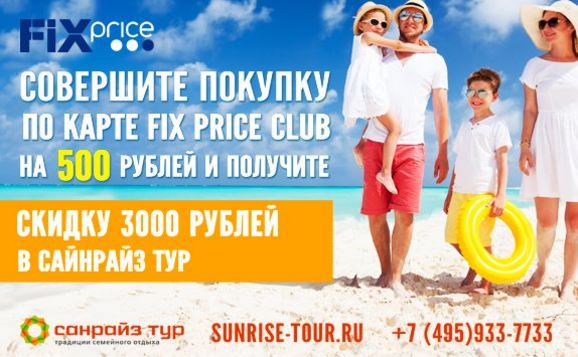 FIX price
СОВЕРШИТЕ ПОКУПКУ
ПО КАРТЕ FIX PRICE CLUB
НА 500 РУБЛЕЙ И ПОЛУЧИТЕ
СКИДКУ 3000 РУБЛЕЙ
В САЙНРАЙЗ ТУР
санрайз тур
традиции семейного отдыха
SUNRISE-TOUR.RU
+7 (495)933-7733